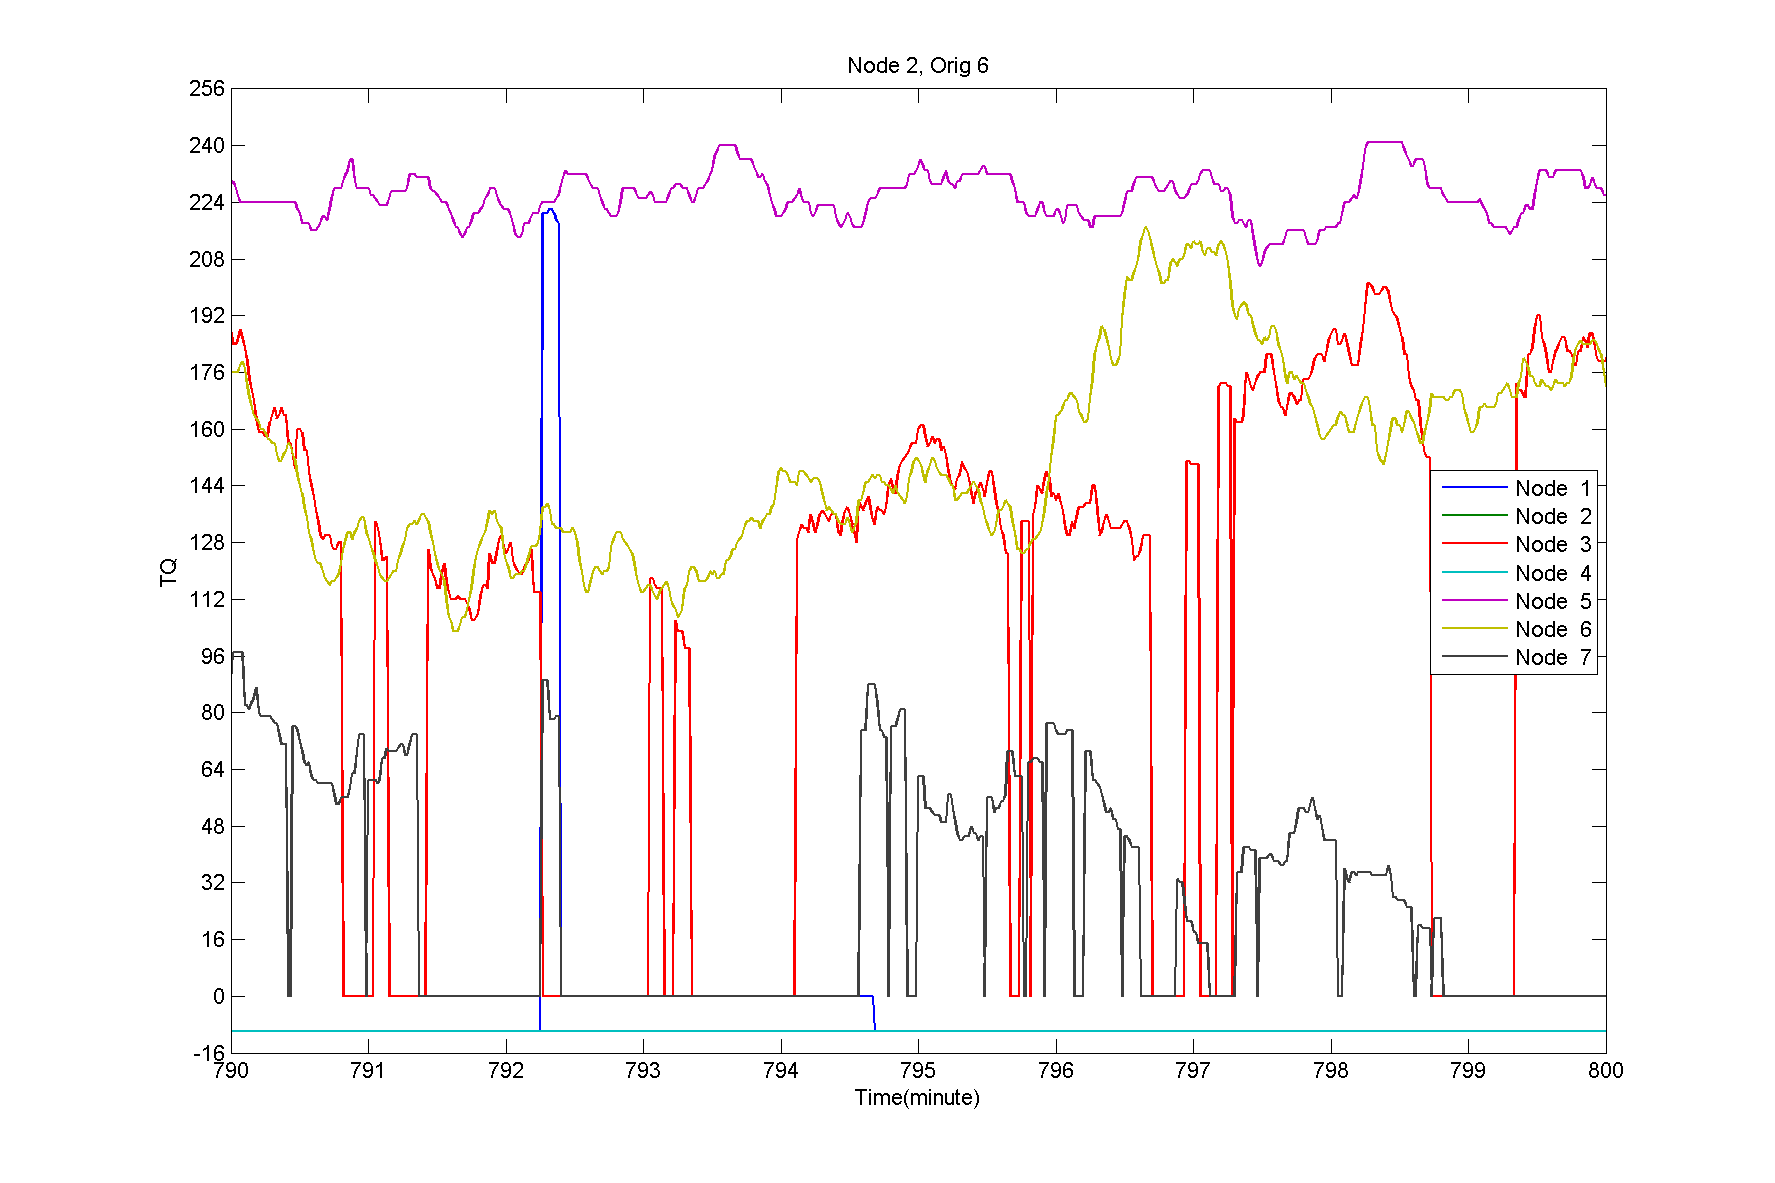 Node 2, Orig 6
256
240
224
208
192
176
160
144
128
112
96
80
64
48
32
16
0
-16
TQ
Node 1
Node 2
Node 3
Node 4
Node 5
Node 6
Node 7
790 791 792 793 794 795 796 797 798 799 800
Time(minute)